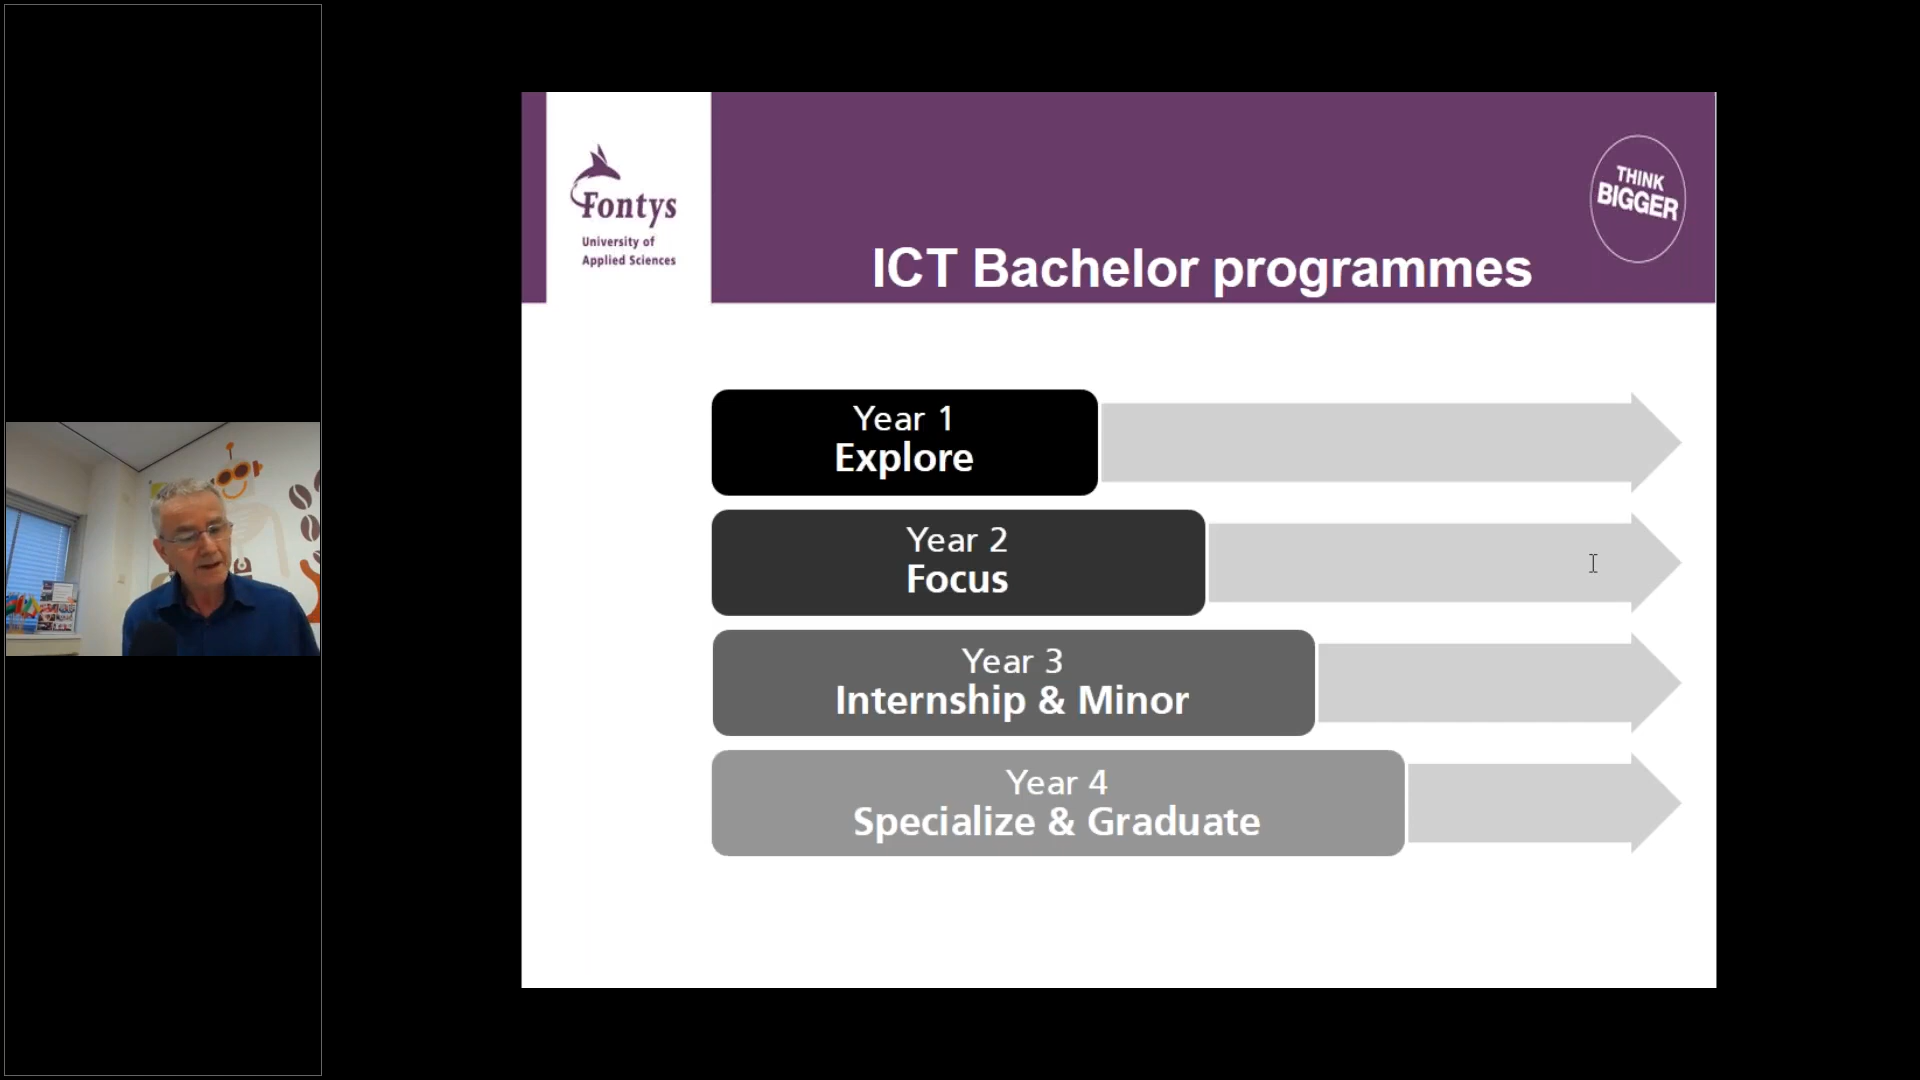 Fontys
University of
Applied Sciences
THINK
BIGGER
ICT Bachelor programmes
Year 1
Explore
Year 2
Focus
Year 3
Internship & Minor
Year 4
Specialize & Graduate